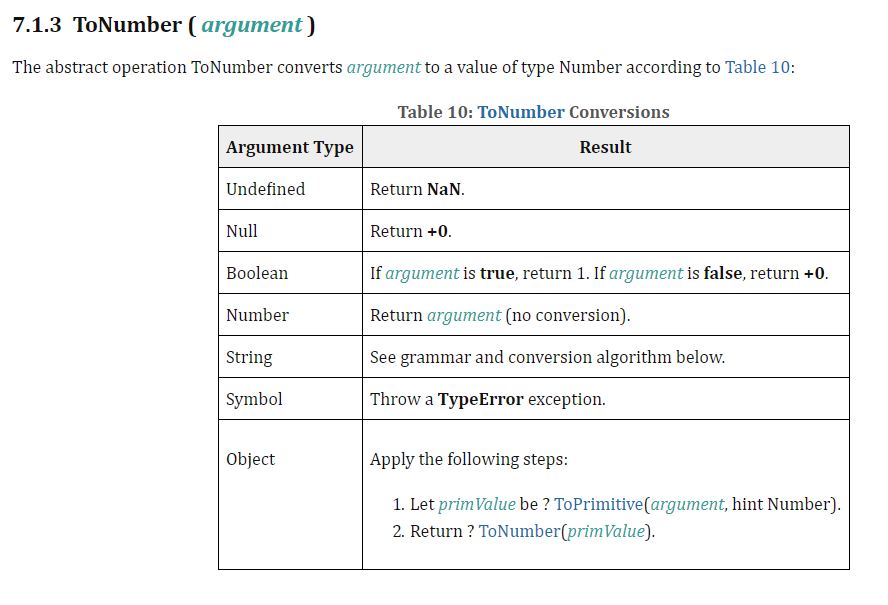 7.1.3 ToNumber ( argument )
The abstract operation ToNumber converts argument to a value of type Number according to Table 10:
Table 10: ToNumber Conversions
Argument Type Result
Undefined Return NaN.
Null Return +0.
Boolean If argument is true, return 1. If argument is false, return +0.
Number Return argument (no conversion).
String See grammar and conversion algorithm below.
Symbol Throw a TypeError exception.
Object Apply the following steps:
1. Let primValue be ? ToPrimitive(argument, hint Number).
2. Return ? ToNumber(primValue).